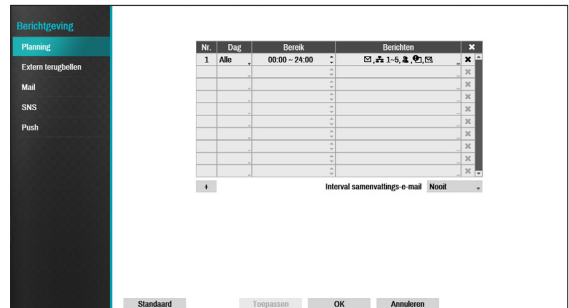 Berichtgeving
Planning
Extern terugbellen
Mail
SNS
Push
Nr. Dag Bereik Berichten ✖
1 Alle 00:00 ~ 24:00 1~5, ✖
+ Interval samenvattings-e-mail Nooit
Standaard Toepassen OK Annuleren